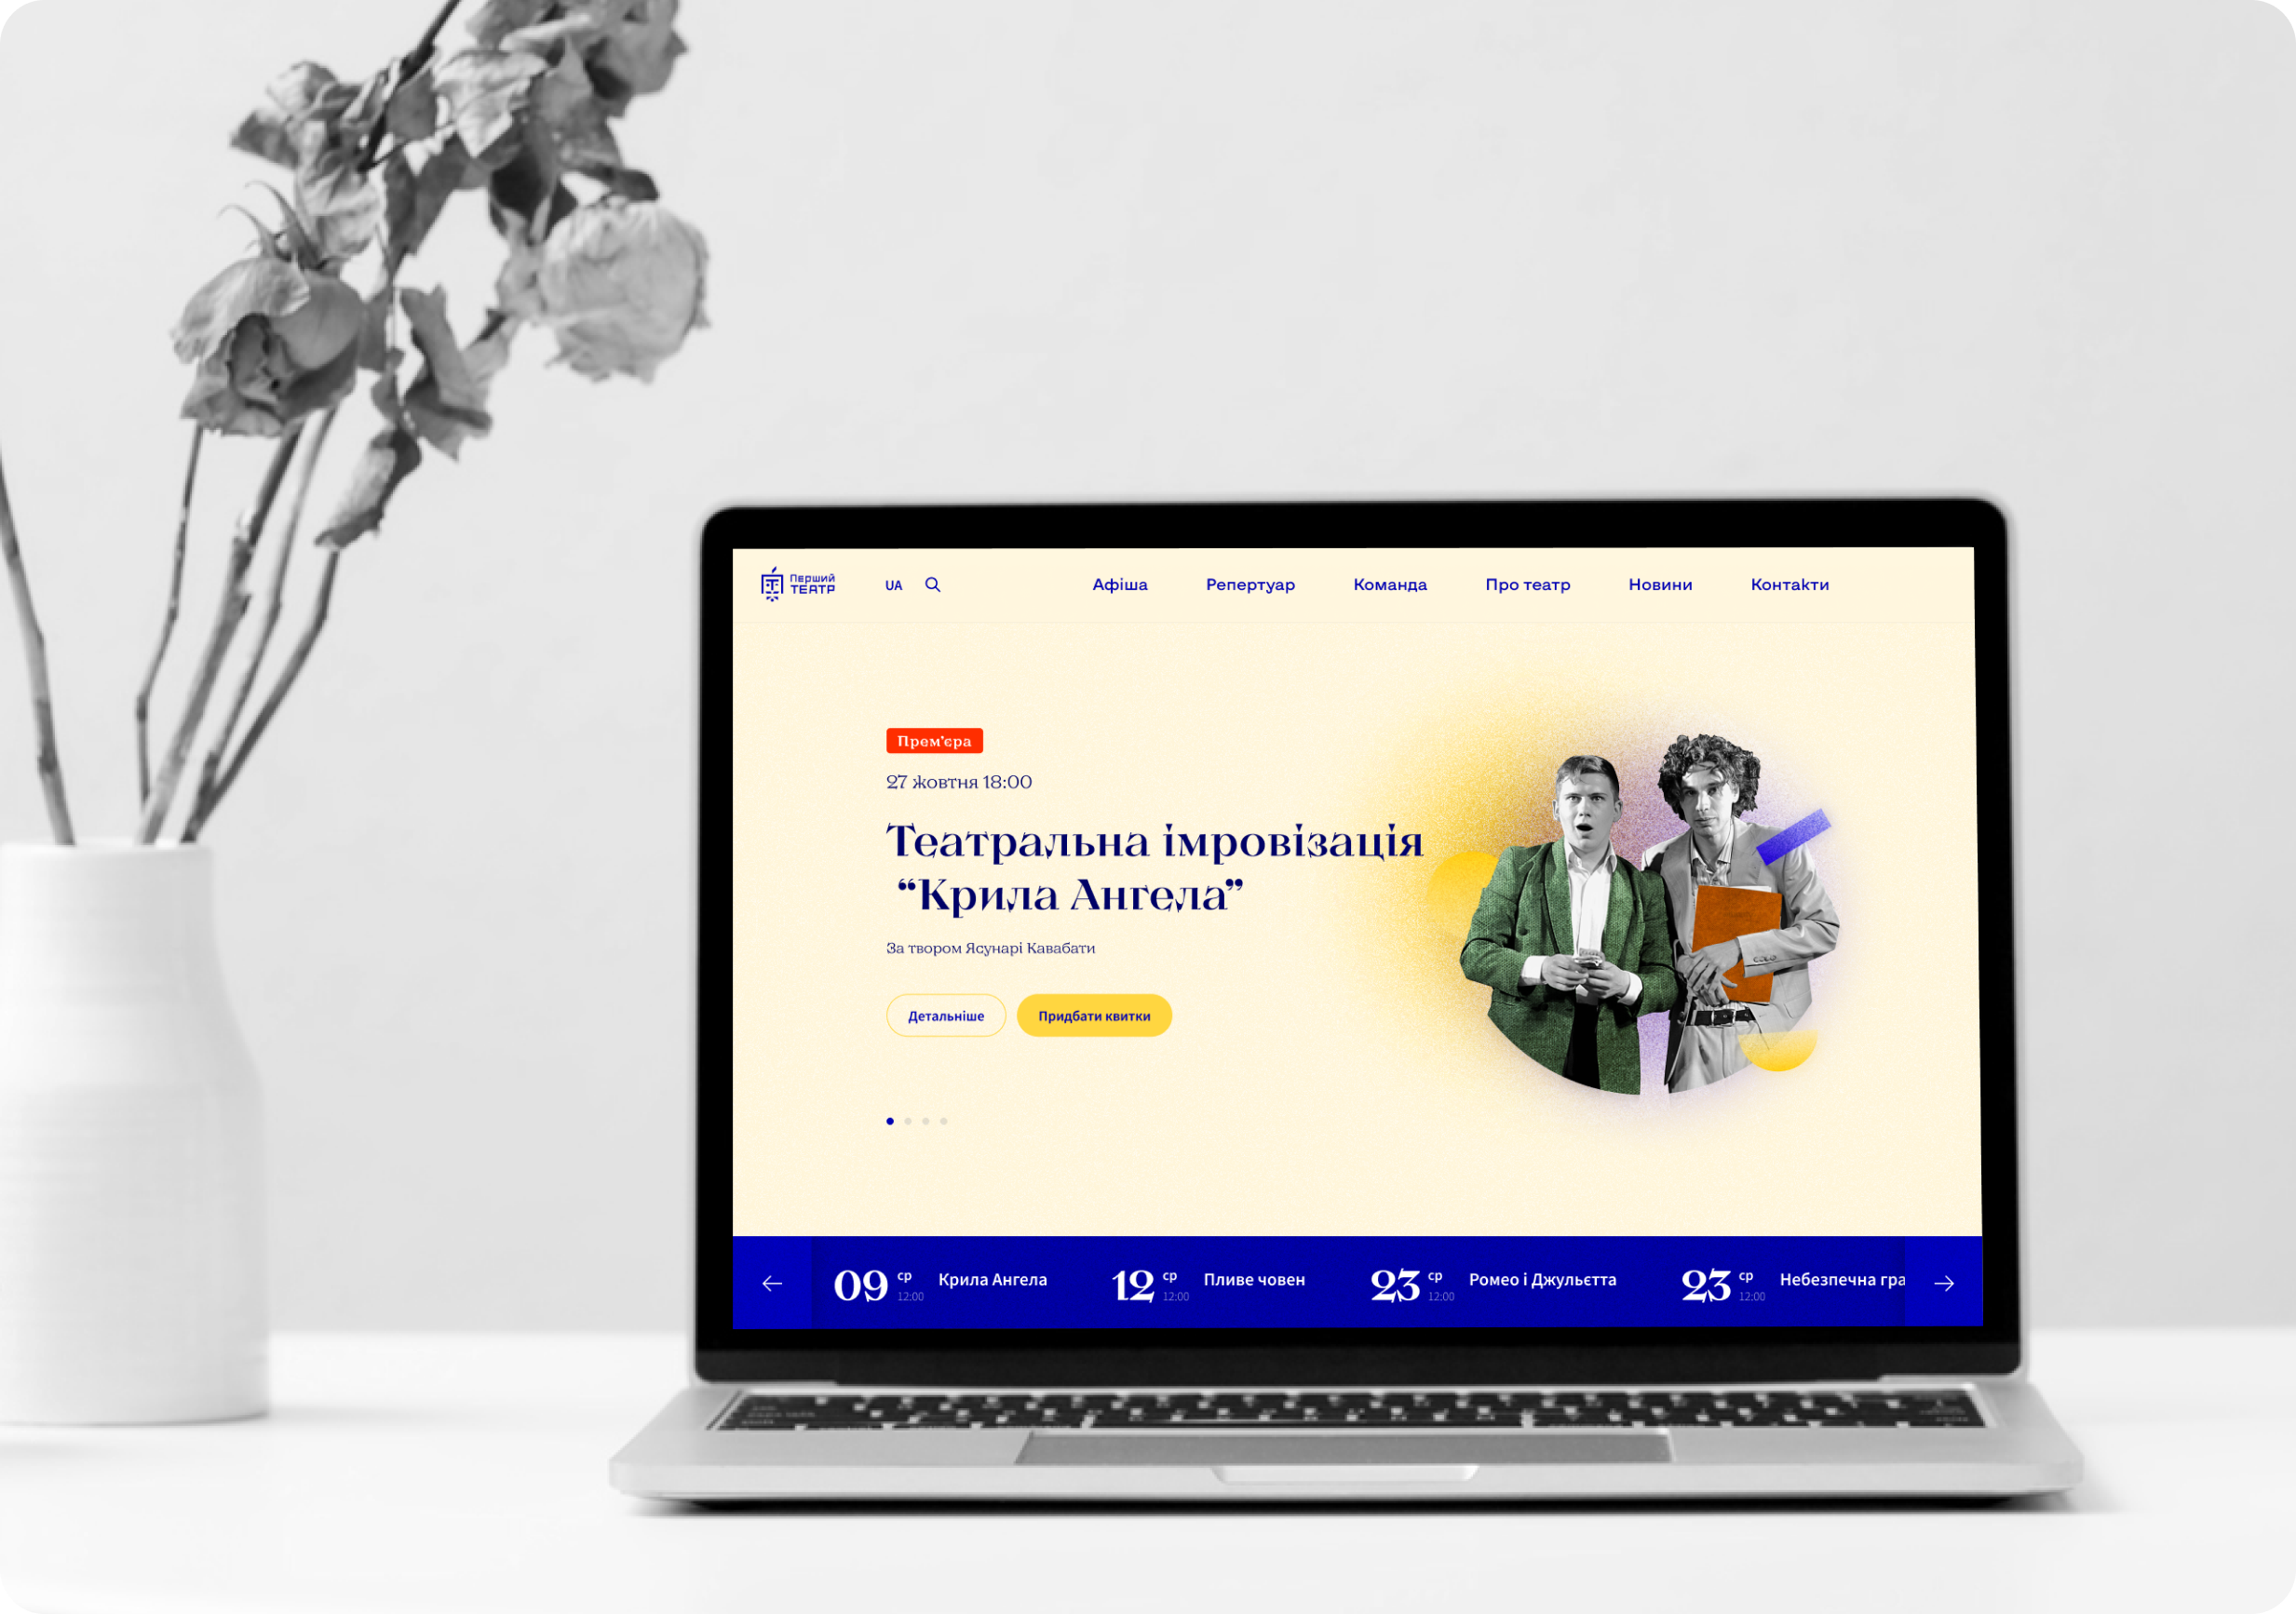 Перший
ТЕАТР
UA
Афіша Репертуар Команда Про театр Новини Контакти
Прем’єра
27 жовтня 18:00
Театральна імровізація
“Крила Ангела”
За твором Ясунарі Кавабати
Детальніше Придбати квитки
09 ср 12:00 Крила Ангела
12 ср 12:00 Пливе човен
23 ср 12:00 Ромео і Джульєтта
23 ср 12:00 Небезпечна гра